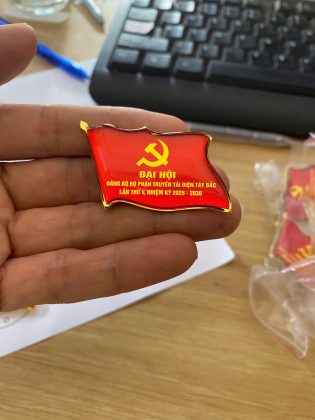 ĐẠI HỘI
ĐẢNG BỘ BỘ PHẬN TRUYỀN TẢI ĐIỆN TÂY BẮC
LẦN THỨ V, NHIỆM KỲ 2025 - 2030